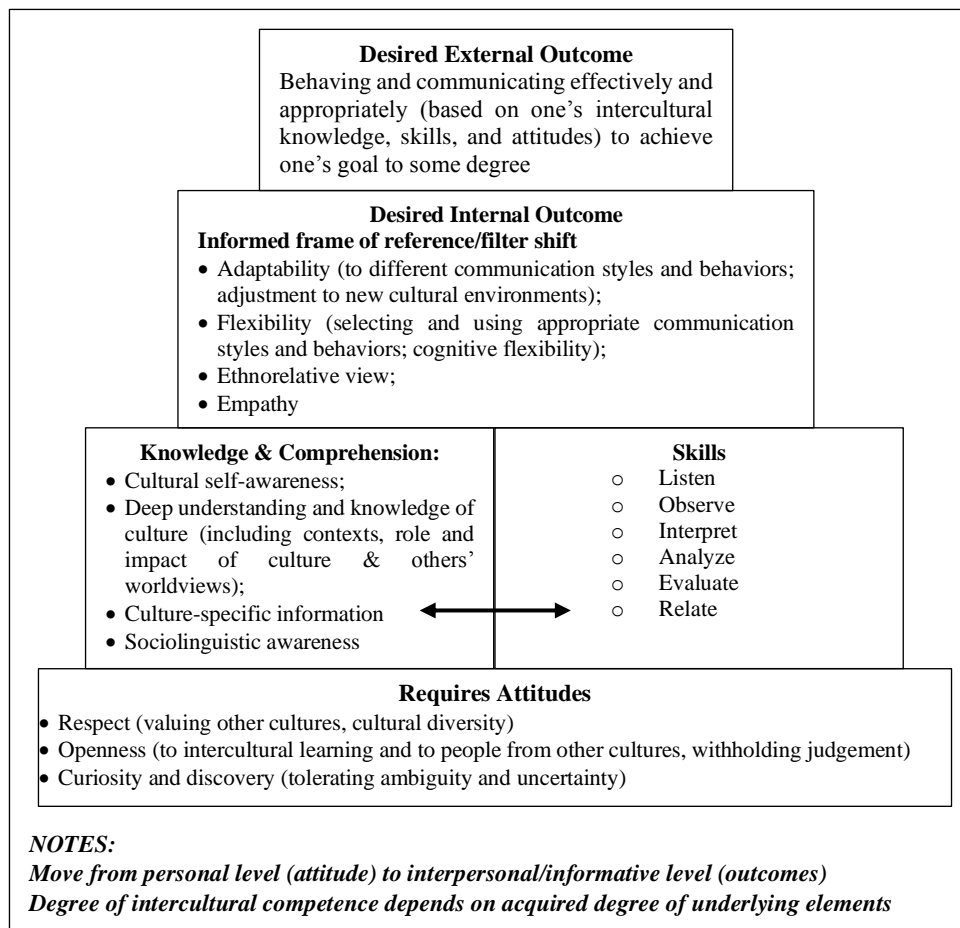 Desired External Outcome
Behaving and communicating effectively and
appropriately (based on one’s intercultural
knowledge, skills, and attitudes) to achieve
one’s goal to some degree
Desired Internal Outcome
Informed frame of reference/filter shift
• Adaptability (to different communication styles and behaviors;
adjustment to new cultural environments);
• Flexibility (selecting and using appropriate communication
styles and behaviors; cognitive flexibility);
• Ethnorelative view;
• Empathy
Knowledge & Comprehension:
• Cultural self-awareness;
• Deep understanding and knowledge of
culture (including contexts, role and
impact of culture & others’
worldviews);
• Culture-specific information
• Sociolinguistic awareness
Skills
o Listen
o Observe
o Interpret
o Analyze
o Evaluate
o Relate
Requires Attitudes
• Respect (valuing other cultures, cultural diversity)
• Openness (to intercultural learning and to people from other cultures, withholding judgement)
• Curiosity and discovery (tolerating ambiguity and uncertainty)
NOTES:
Move from personal level (attitude) to interpersonal/informative level (outcomes)
Degree of intercultural competence depends on acquired degree of underlying elements